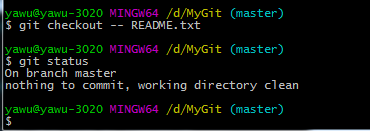 yawu@yawu-3020 MINGW64 /d/MyGit (master)
$ git checkout -- README.txt
yawu@yawu-3020 MINGW64 /d/MyGit (master)
$ git status
On branch master
nothing to commit, working directory clean
yawu@yawu-3020 MINGW64 /d/MyGit (master)
$